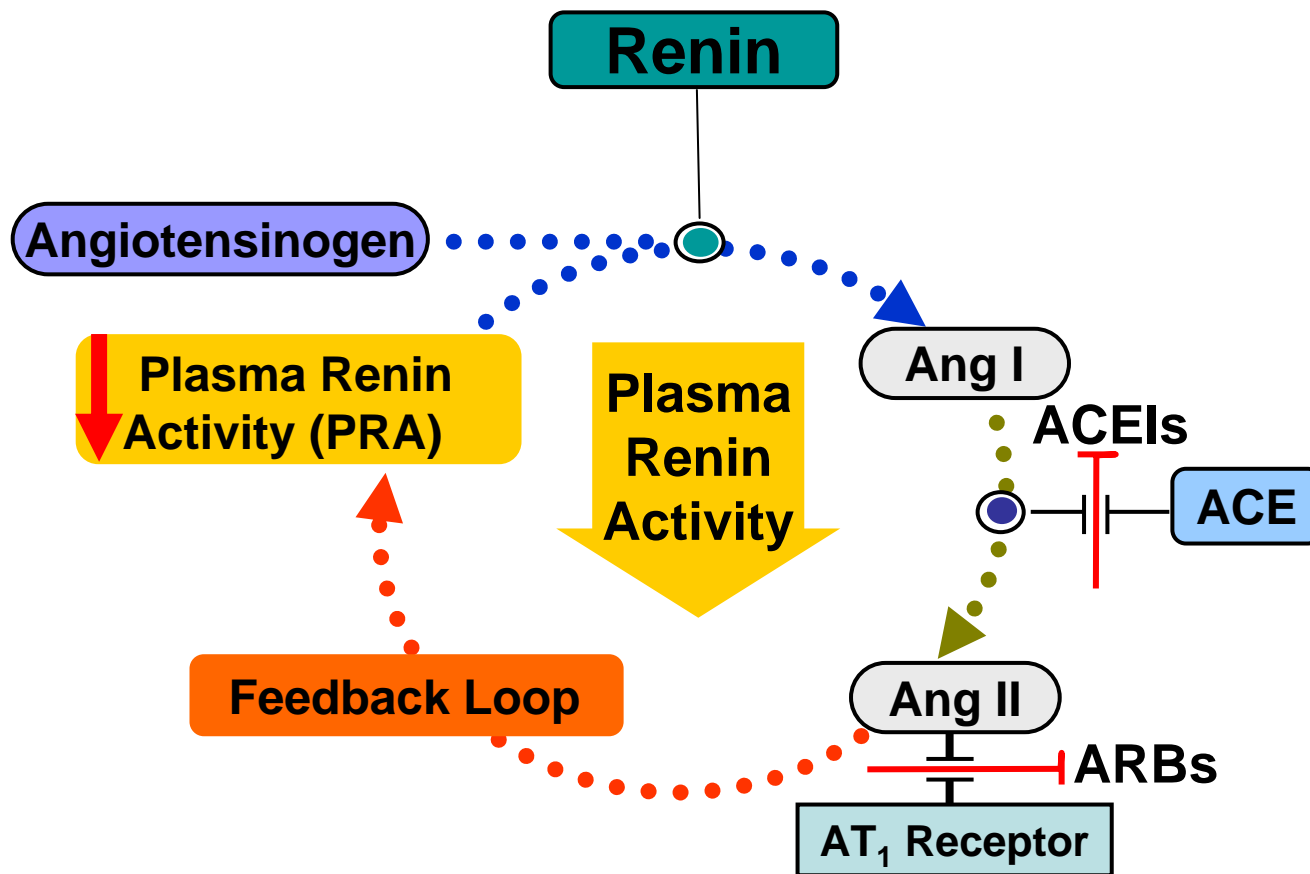 Renin
Angiotensinogen
Plasma Renin
Activity (PRA)
Plasma
Renin
Activity
Ang I
ACEIs
ACE
Feedback Loop
Ang II
ARBs
AT₁ Receptor